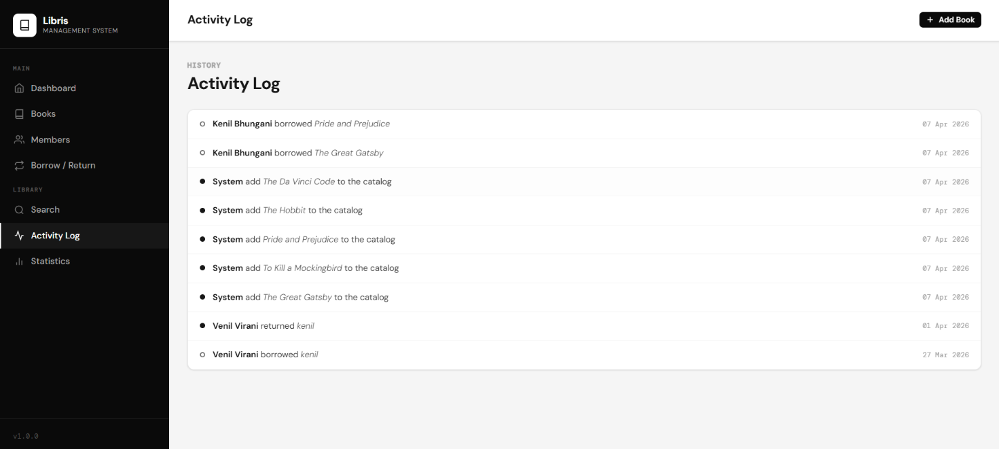 Libris
MANAGEMENT SYSTEM
MAIN
Dashboard
Books
Members
Borrow / Return
LIBRARY
Search
Activity Log
Statistics
v1.0.0
Activity Log
+ Add Book
HISTORY
Activity Log
Kenil Bhungani borrowed Pride and Prejudice 07 Apr 2026
Kenil Bhungani borrowed The Great Gatsby 07 Apr 2026
System add The Da Vinci Code to the catalog 07 Apr 2026
System add The Hobbit to the catalog 07 Apr 2026
System add Pride and Prejudice to the catalog 07 Apr 2026
System add To Kill a Mockingbird to the catalog 07 Apr 2026
System add The Great Gatsby to the catalog 07 Apr 2026
Venil Virani returned kenil 01 Apr 2026
Venil Virani borrowed kenil 27 Mar 2026